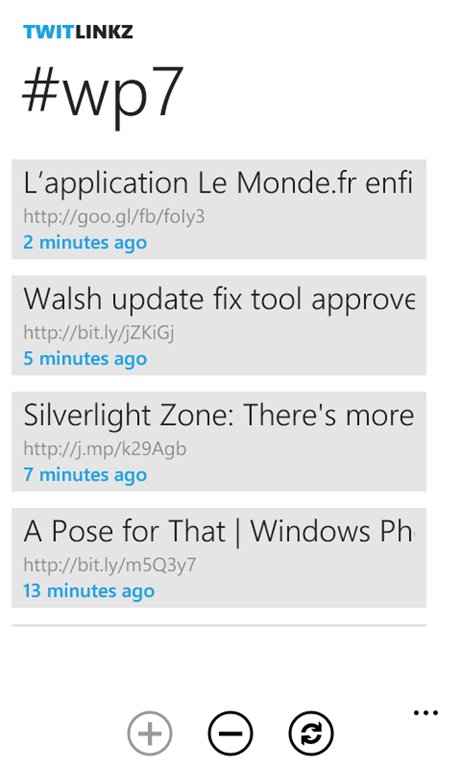 TWITLINKZ
#wp7
L'application Le Monde.fr enfi
http://goo.gl/fb/foIy3
2 minutes ago
Walsh update fix tool approve
http://bit.ly/jZKiGj
5 minutes ago
Silverlight Zone: There's more
http://j.mp/k29Agb
7 minutes ago
A Pose for That | Windows Pho
http://bit.ly/m5Q3y7
13 minutes ago